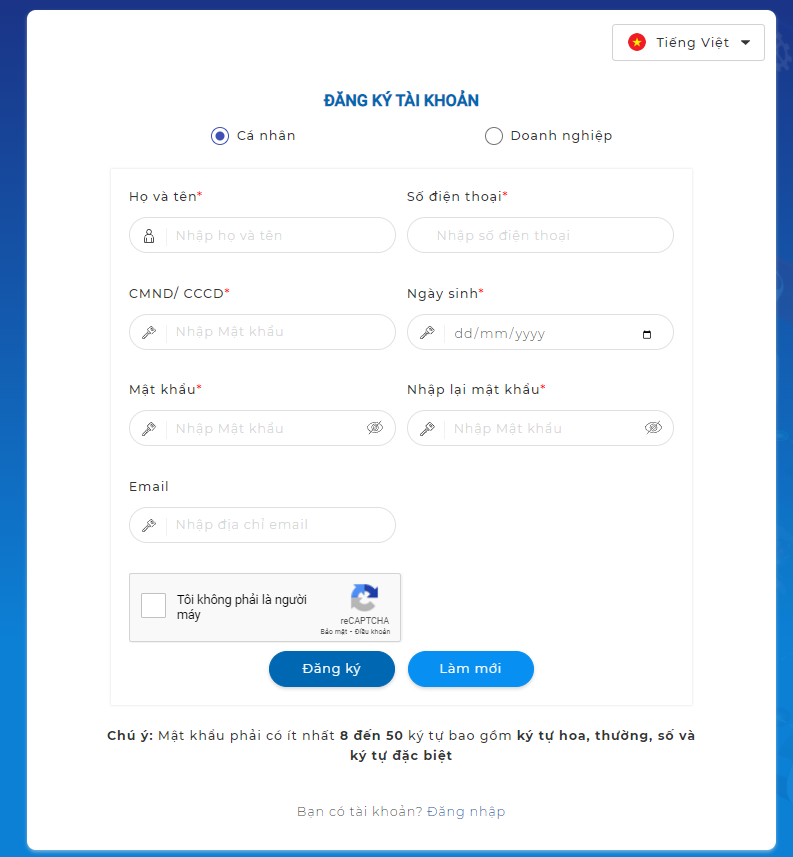 Tiếng Việt
ĐĂNG KÝ TÀI KHOẢN
Cá nhân
Doanh nghiệp
Họ và tên*
Số điện thoại*
Nhập họ và tên
Nhập số điện thoại
CMND/ CCCD*
Ngày sinh*
Nhập Mật khẩu
dd/mm/yyyy
Mật khẩu*
Nhập lại mật khẩu*
Nhập Mật khẩu
Nhập Mật khẩu
Email
Nhập địa chỉ email
Tôi không phải là người
máy
reCAPTCHA
Bảo mật - Điều khoản
Đăng ký
Làm mới
Chú ý: Mật khẩu phải có ít nhất 8 đến 50 ký tự bao gồm ký tự hoa, thường, số và
ký tự đặc biệt
Bạn có tài khoản? Đăng nhập